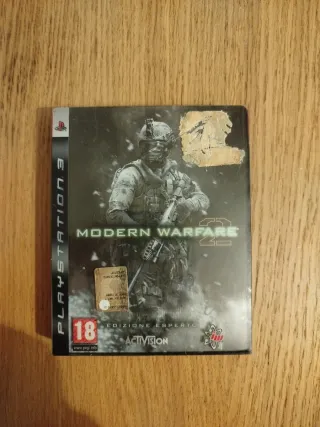 PLAYSTATION 3
MODERN WARFARE 2
EDIZIONE ESPERTO
18
ACTIVISION